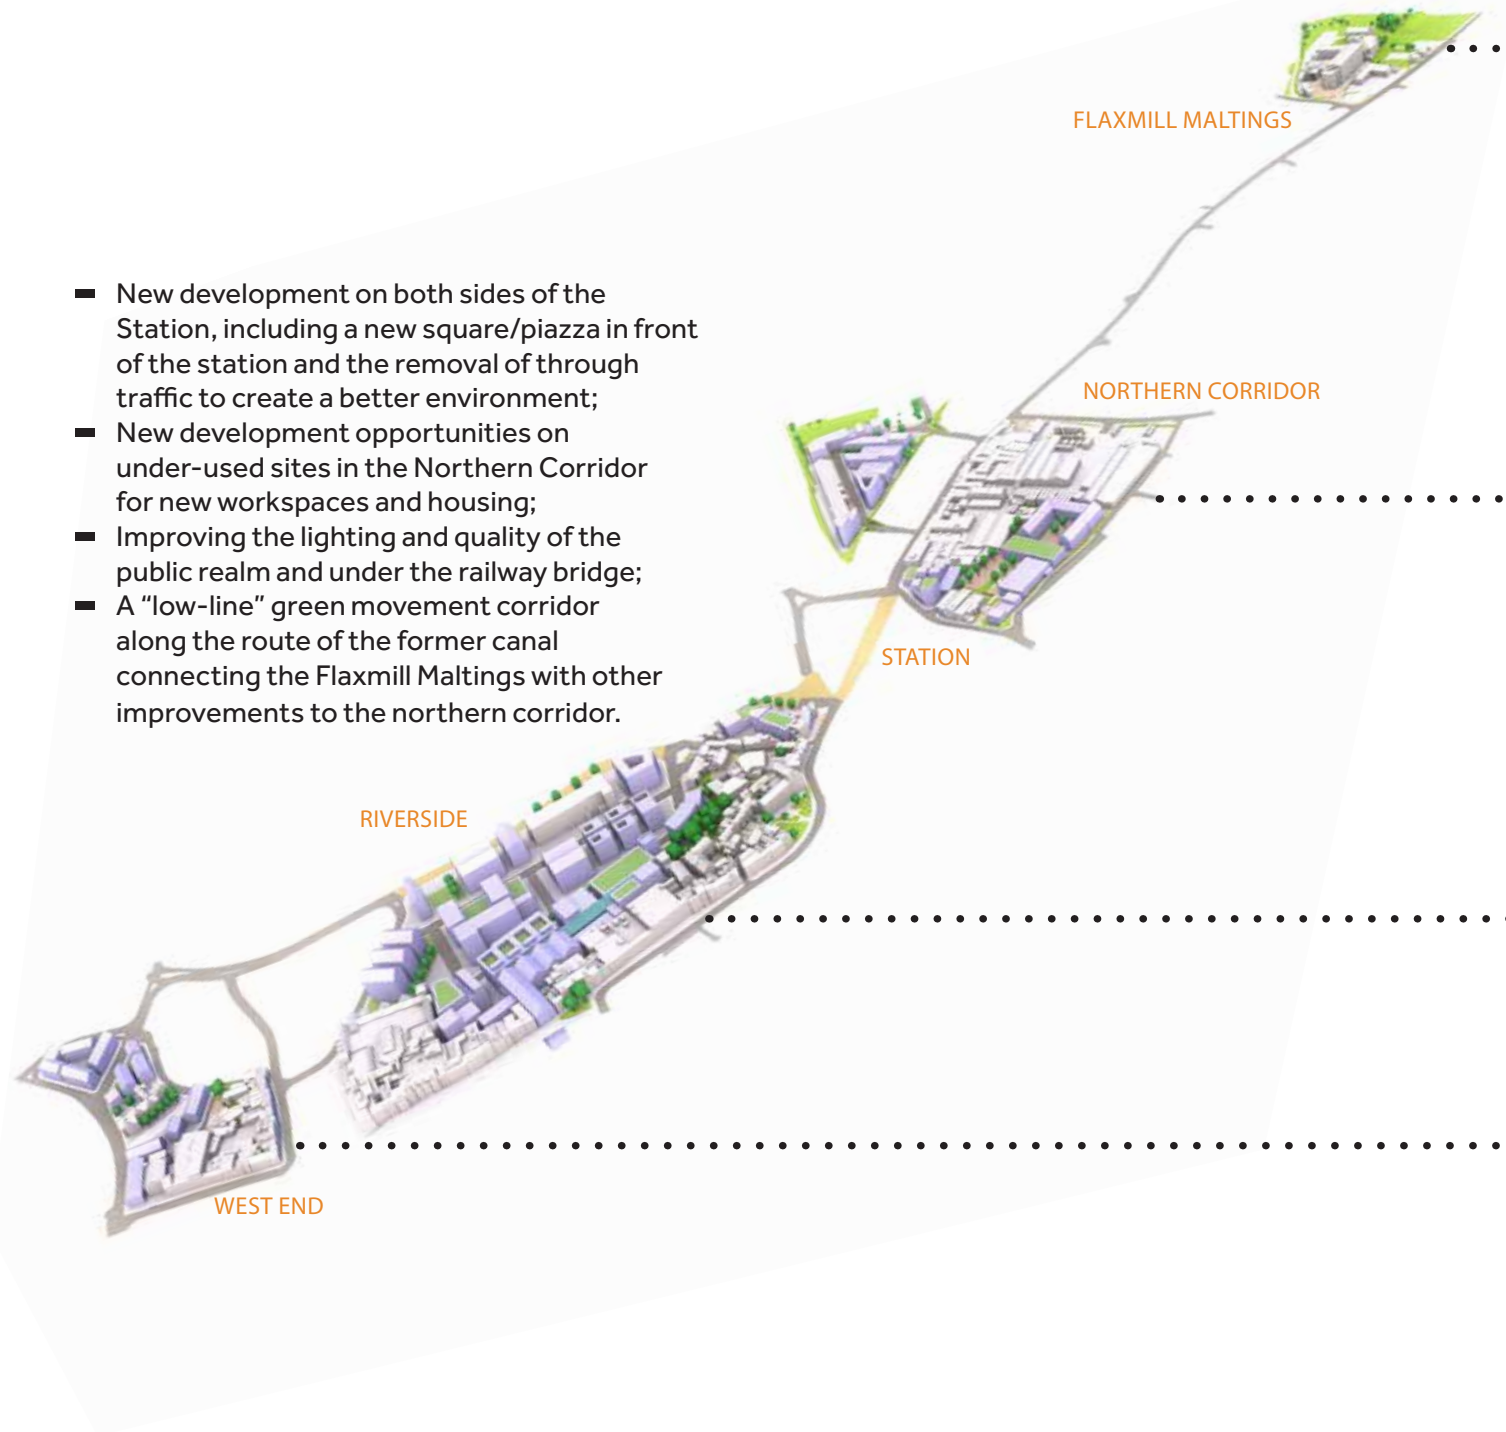 FLAXMILL MALTINGS
- New development on both sides of the
Station, including a new square/piazza in front
of the station and the removal of through
traffic to create a better environment;
- New development opportunities on
under-used sites in the Northern Corridor
for new workspaces and housing;
- Improving the lighting and quality of the
public realm and under the railway bridge;
- A “low-line” green movement corridor
along the route of the former canal
connecting the Flaxmill Maltings with other
improvements to the northern corridor.
NORTHERN CORRIDOR
STATION
RIVERSIDE
WEST END